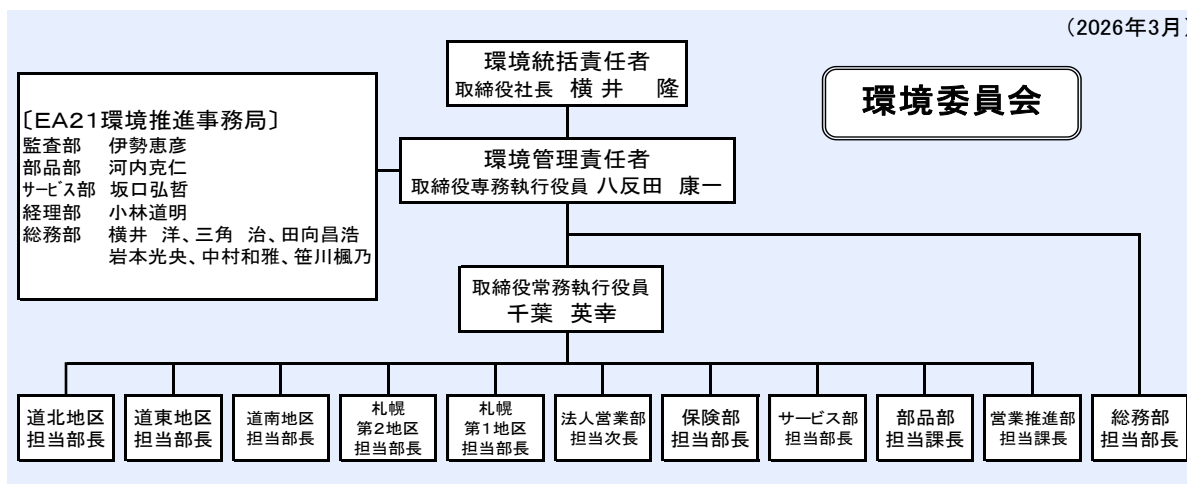 （2026年3月）
環境統括責任者
取締役社長 横井　隆
環境委員会
〔EA21環境推進事務局〕
監査部　伊勢恵彦
部品部　河内克仁
サービス部　坂口弘哲
経理部　小林道明
総務部　横井　洋、三角　治、田向昌浩
岩本光央、中村和雅、笹川楓乃
環境管理責任者
取締役専務執行役員 八反田　康一
取締役常務執行役員
千葉　英幸
道北地区
担当部長
道東地区
担当部長
道南地区
担当部長
札幌
第2地区
担当部長
札幌
第1地区
担当部長
法人営業部
担当次長
保険部
担当部長
サービス部
担当部長
部品部
担当課長
営業推進部
担当課長
総務部
担当部長